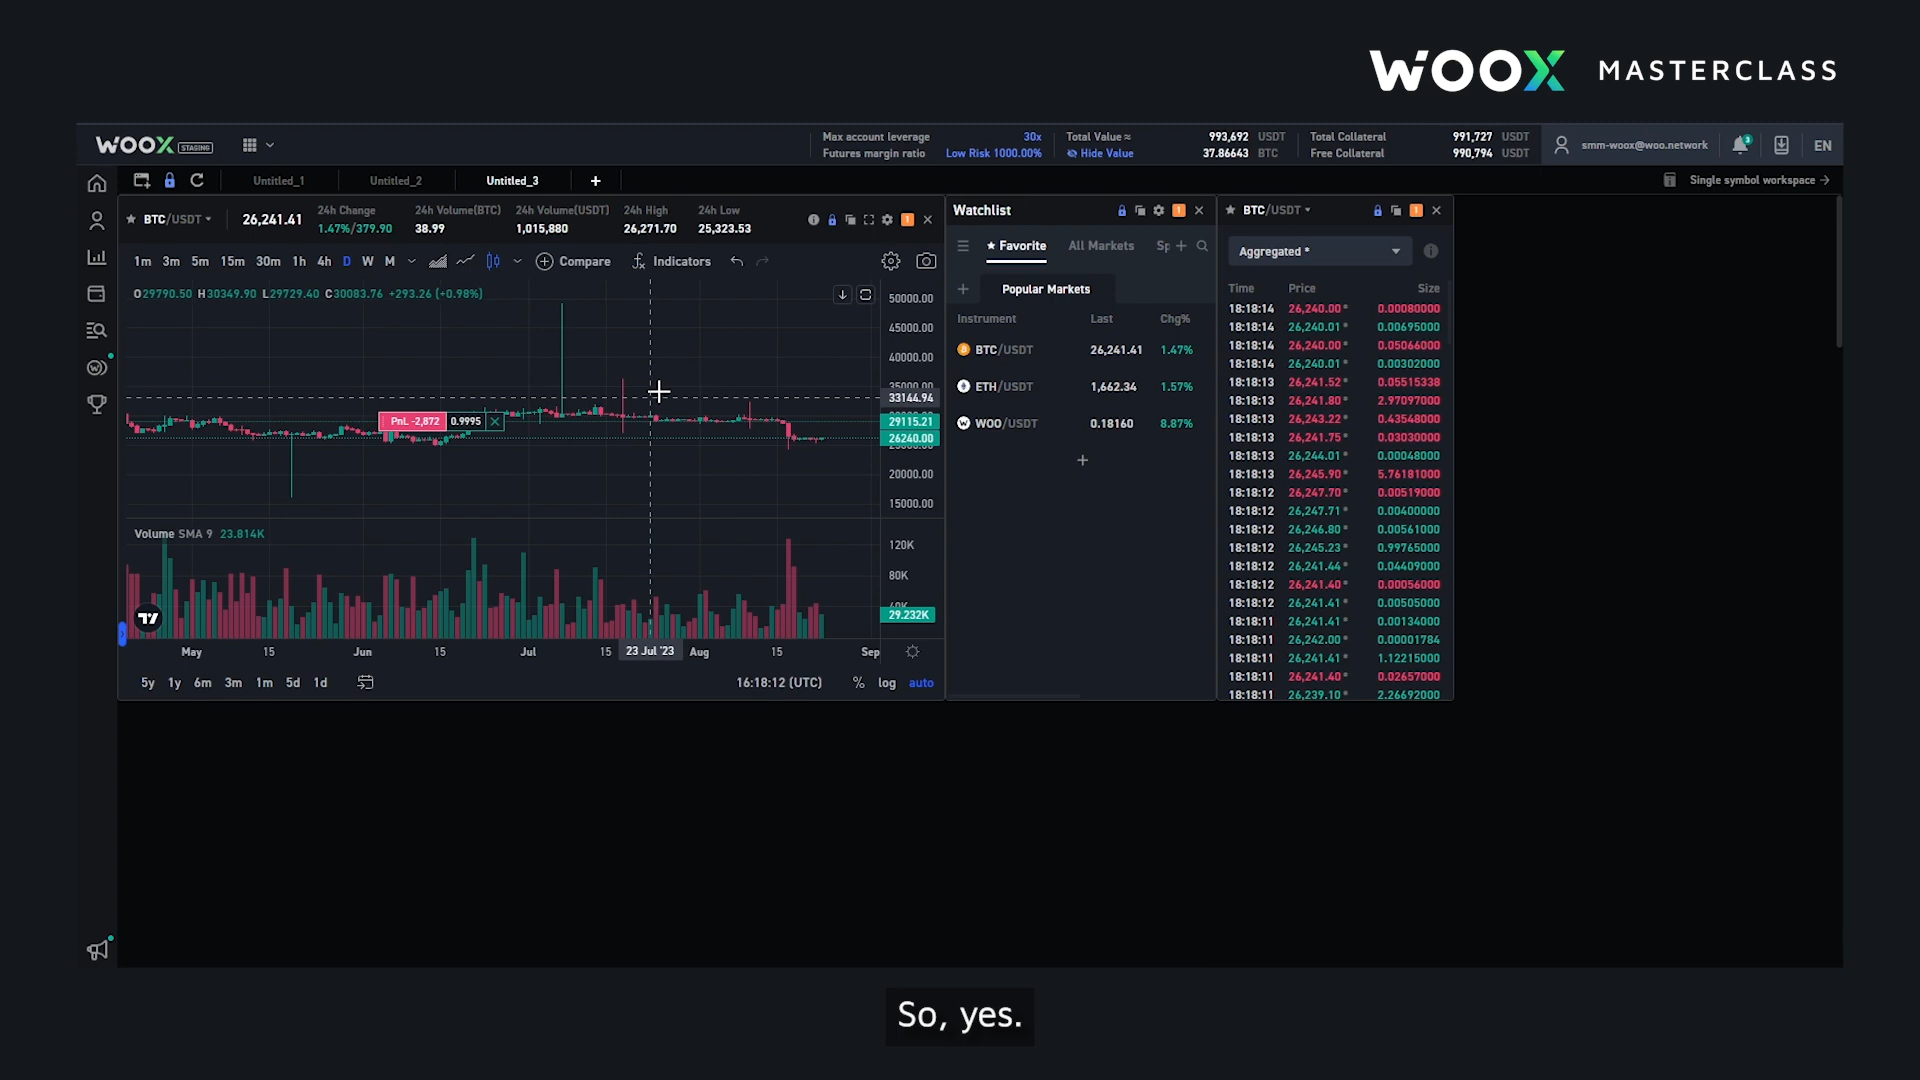 WOOX MASTERCLASS
WOOX STAGING
Max account leverage 30x
Futures margin ratio Low Risk 1000.00%
Total Value ≈ 993,692 USDT
Hide Value 37.86643 BTC
Total Collateral 991,727 USDT
Free Collateral 990,794 USDT
smm-woox@woo.network
3
EN
Untitled_1 Untitled_2 Untitled_3 +
Single symbol workspace →
BTC/USDT 26,241.41
24h Change 24h Volume(BTC) 24h Volume(USDT) 24h High 24h Low
1.47%/379.90 38.99 1,015,880 26,271.70 25,323.53
1
1m 3m 5m 15m 30m 1h 4h D W M Compare Indicators
O29790.50 H30349.90 L29729.40 C30083.76 +293.26 (+0.98%)
50000.00
45000.00
40000.00
35000.00
33144.94
PnL -2,872 0.9995
29115.21
26240.00
20000.00
15000.00
Volume SMA 9 23.814K
120K
80K
40K
29.232K
May 15 Jun 15 Jul 15 23 Jul '23 Aug 15 Sep
5y 1y 6m 3m 1m 5d 1d
16:18:12 (UTC) % log auto
Watchlist
1
Favorite All Markets Sp
Popular Markets
Instrument Last Chg%
BTC/USDT 26,241.41 1.47%
ETH/USDT 1,662.34 1.57%
WOO/USDT 0.18160 8.87%
BTC/USDT
1
Aggregated *
Time Price Size
18:18:14 26,240.00 0.00080000
18:18:14 26,240.01 0.00695000
18:18:14 26,240.00 0.05066000
18:18:14 26,240.01 0.00302000
18:18:13 26,241.52 0.05515338
18:18:13 26,241.80 2.97097000
18:18:13 26,243.22 0.43548000
18:18:13 26,241.75 0.03030000
18:18:13 26,244.01 0.00048000
18:18:13 26,245.90 5.76181000
18:18:12 26,247.70 0.00519000
18:18:12 26,247.71 0.00400000
18:18:12 26,246.80 0.00561000
18:18:12 26,245.23 0.99765000
18:18:12 26,241.44 0.04409000
18:18:12 26,241.40 0.00056000
18:18:12 26,241.41 0.00505000
18:18:11 26,241.41 0.00134000
18:18:11 26,242.00 0.00001784
18:18:11 26,241.41 1.12215000
18:18:11 26,241.40 0.02657000
18:18:11 26,239.10 2.26692000
So, yes.